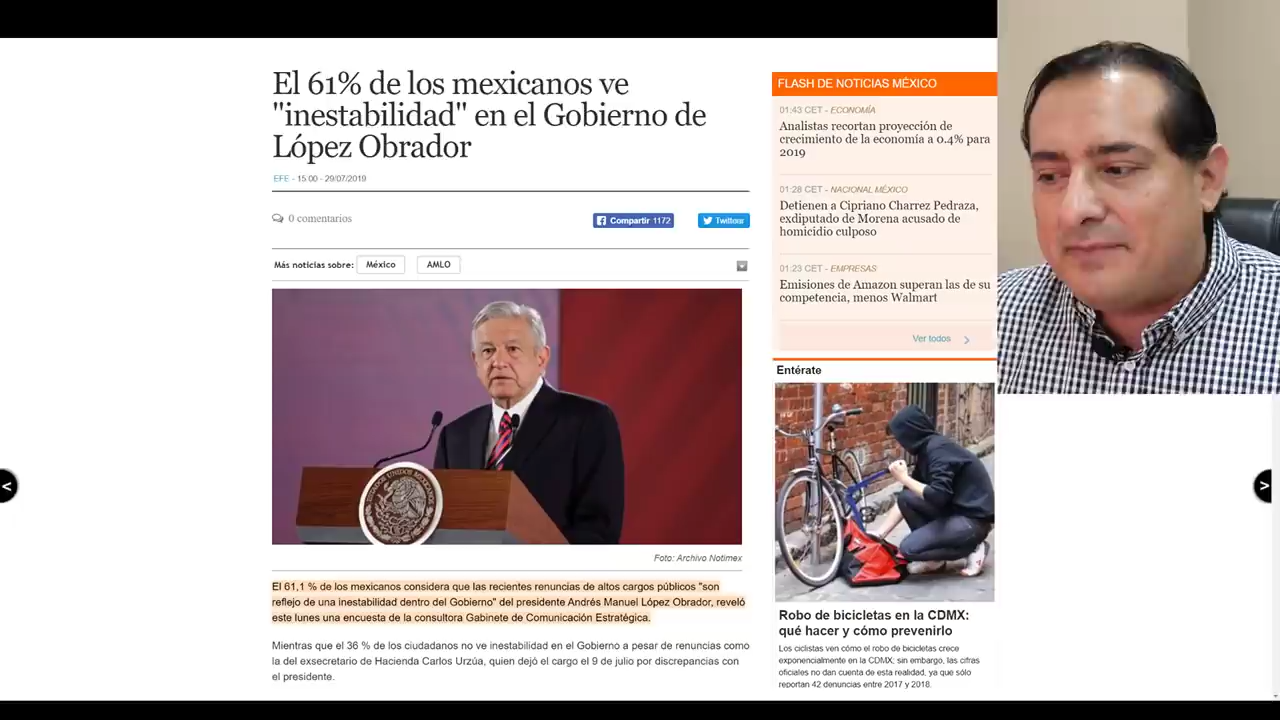 El 61% de los mexicanos ve
"inestabilidad" en el Gobierno de
López Obrador
EFE - 15:00 - 29/07/2019
0 comentarios
Compartir 1172
Twittear
Más noticias sobre:
México
AMLO
ESTADOS UNIDOS MEXICANOS
Foto: Archivo Notimex
El 61,1 % de los mexicanos considera que las recientes renuncias de altos cargos públicos "son
reflejo de una inestabilidad dentro del Gobierno" del presidente Andrés Manuel López Obrador, reveló
este lunes una encuesta de la consultora Gabinete de Comunicación Estratégica.
Mientras que el 36 % de los ciudadanos no ve inestabilidad en el Gobierno a pesar de renuncias como
la del exsecretario de Hacienda Carlos Urzúa, quien dejó el cargo el 9 de julio por discrepancias con
el presidente.
FLASH DE NOTICIAS MÉXICO
01:43 CET - ECONOMÍA
Analistas recortan proyección de
crecimiento de la economía a 0.4% para
2019
01:28 CET - NACIONAL MÉXICO
Detienen a Cipriano Charrez Pedraza,
exdiputado de Morena acusado de
homicidio culposo
01:23 CET - EMPRESAS
Emisiones de Amazon superan las de su
competencia, menos Walmart
Ver todos >
Entérate
Robo de bicicletas en la CDMX:
qué hacer y cómo prevenirlo
Los ciclistas ven cómo el robo de bicicletas crece
exponencialmente en la CDMX; sin embargo, las cifras
oficiales no dan cuenta de esta realidad, ya que sólo
reportan 42 denuncias entre 2017 y 2018.
<
>